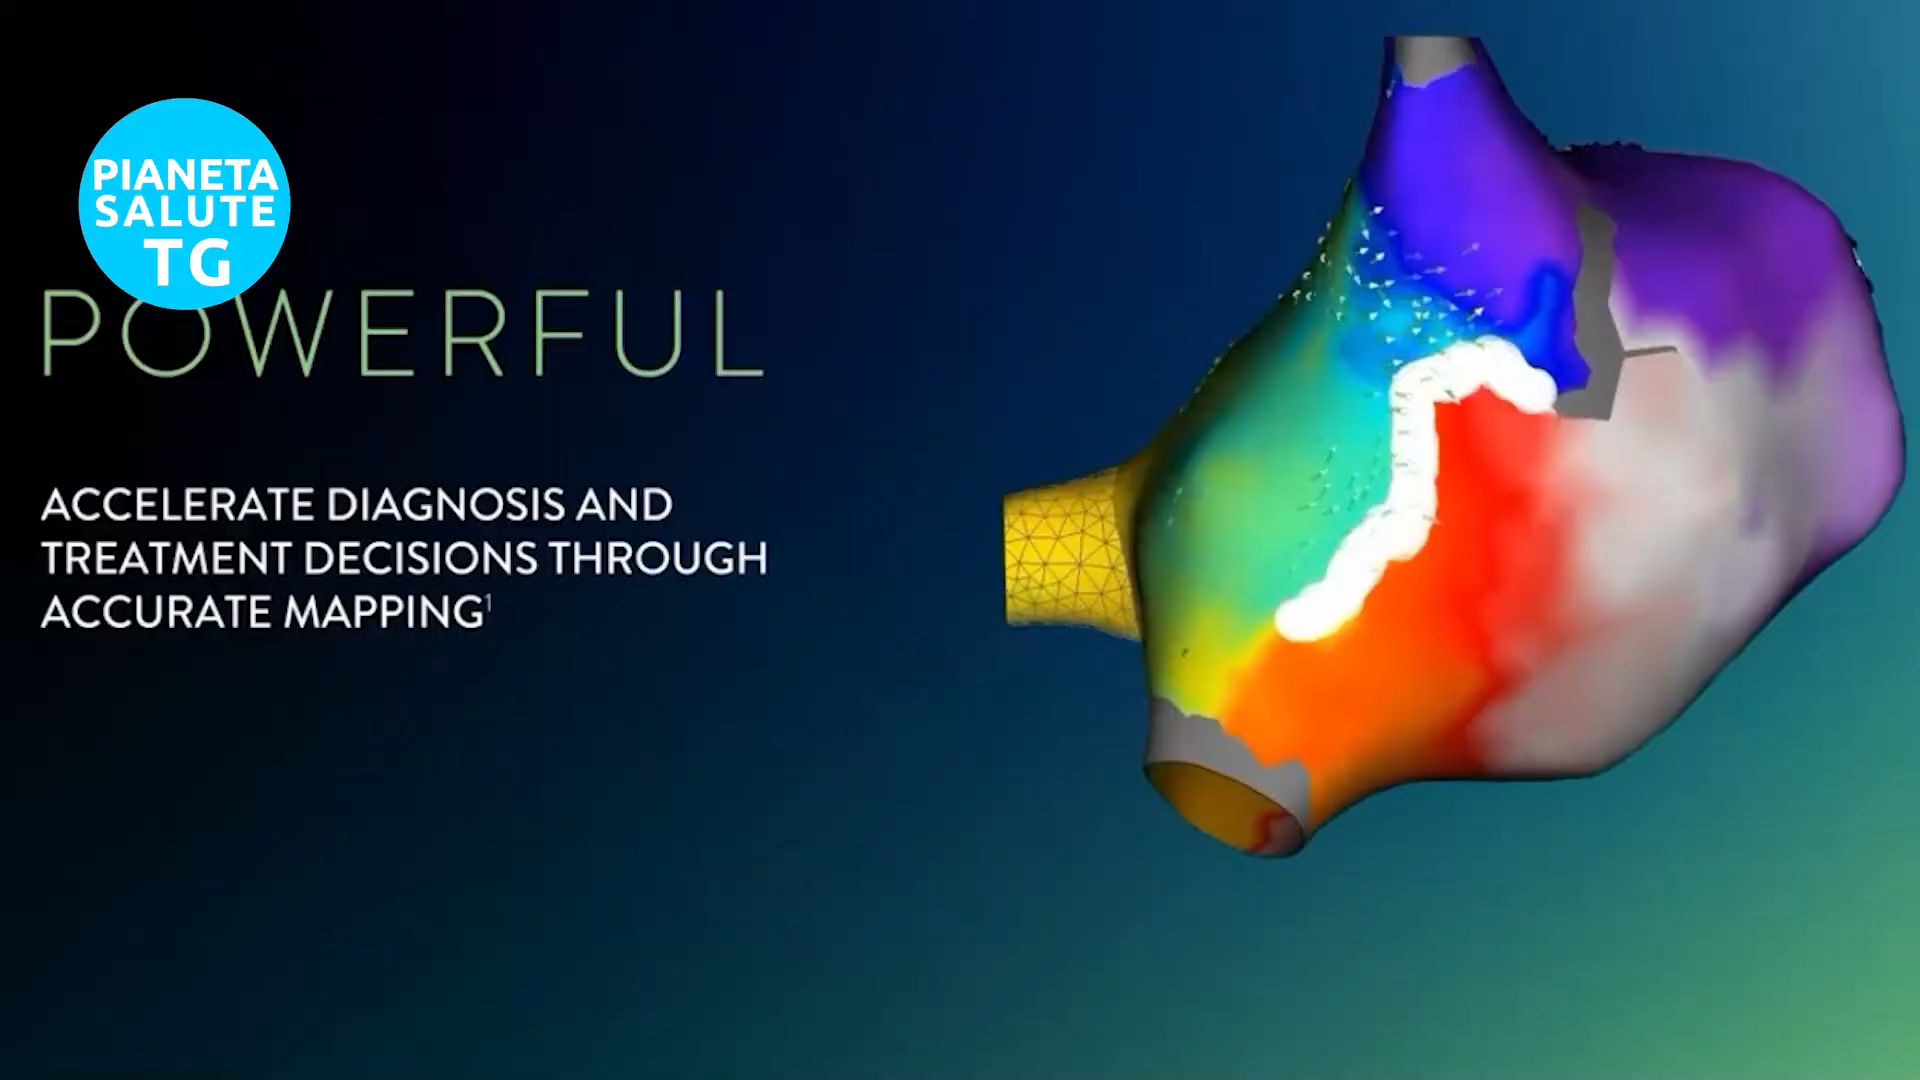 PIANETA
SALUTE
TG
POWERFUL
ACCELERATE DIAGNOSIS AND
TREATMENT DECISIONS THROUGH
ACCURATE MAPPING¹